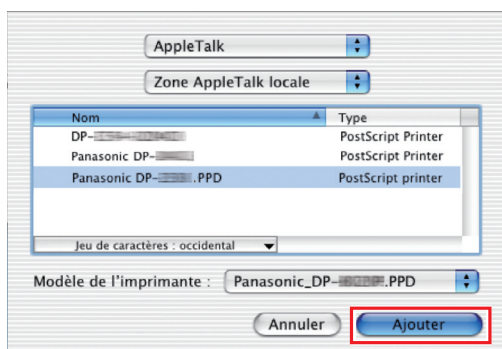 AppleTalk
Zone AppleTalk locale
Nom Type
DP- PostScript Printer
Panasonic DP- PostScript Printer
Panasonic DP- .PPD PostScript printer
Jeu de caractères : occidental
Modèle de l'imprimante : Panasonic_DP- .PPD
Annuler Ajouter